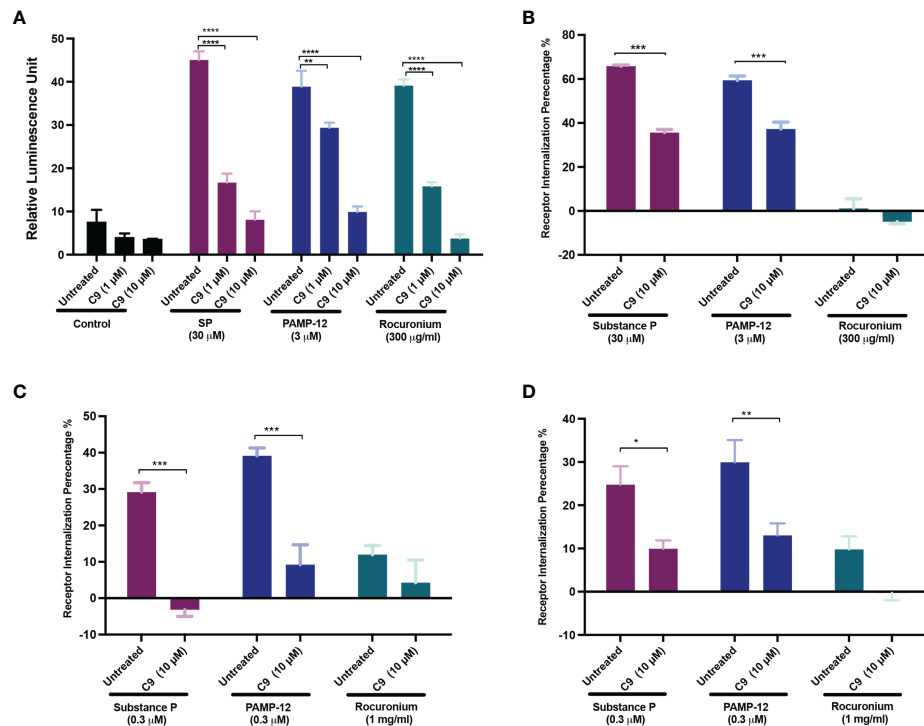 A
Relative Luminescence Unit
50
40
30
20
10
0
****
****
****
**
****
****
Untreated
C9 (1 μM)
C9 (10 μM)
Untreated
C9 (1 μM)
C9 (10 μM)
Untreated
C9 (1 μM)
C9 (10 μM)
Untreated
C9 (1 μM)
C9 (10 μM)
Control
SP
(30 μM)
PAMP-12
(3 μM)
Rocuronium
(300 μg/ml)
B
Receptor Internalization Perecentage %
80
60
40
20
0
-20
***
***
Untreated
C9 (10 μM)
Untreated
C9 (10 μM)
Untreated
C9 (10 μM)
Substance P
(30 μM)
PAMP-12
(3 μM)
Rocuronium
(300 μg/ml)
C
Receptor Internalization Perecentage %
50
40
30
20
10
0
-10
***
***
Untreated
C9 (10 μM)
Untreated
C9 (10 μM)
Untreated
C9 (10 μM)
Substance P
(0.3 μM)
PAMP-12
(0.3 μM)
Rocuronium
(1 mg/ml)
D
Receptor Internalization Perecentage %
40
30
20
10
0
-10
*
**
Untreated
C9 (10 μM)
Untreated
C9 (10 μM)
Untreated
C9 (10 μM)
Substance P
(0.3 μM)
PAMP-12
(0.3 μM)
Rocuronium
(1 mg/ml)